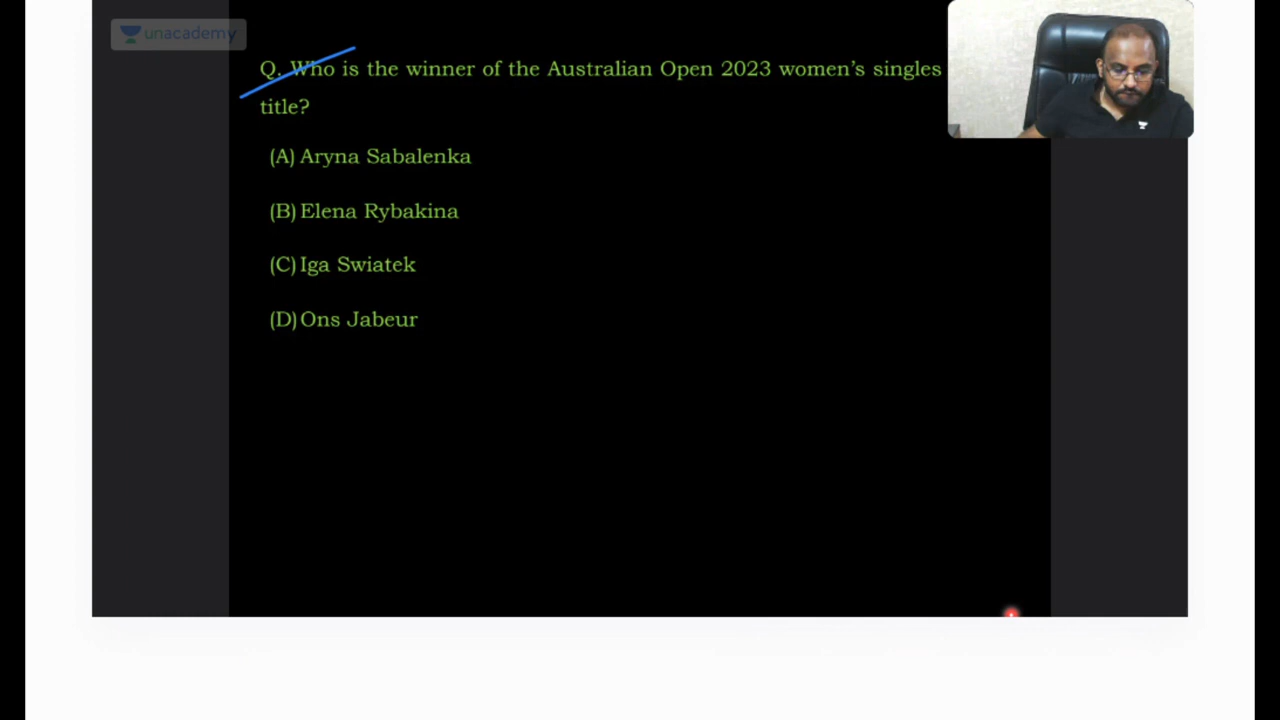 unacademy
Q. Who is the winner of the Australian Open 2023 women’s singles
title?
(A) Aryna Sabalenka
(B) Elena Rybakina
(C) Iga Swiatek
(D) Ons Jabeur